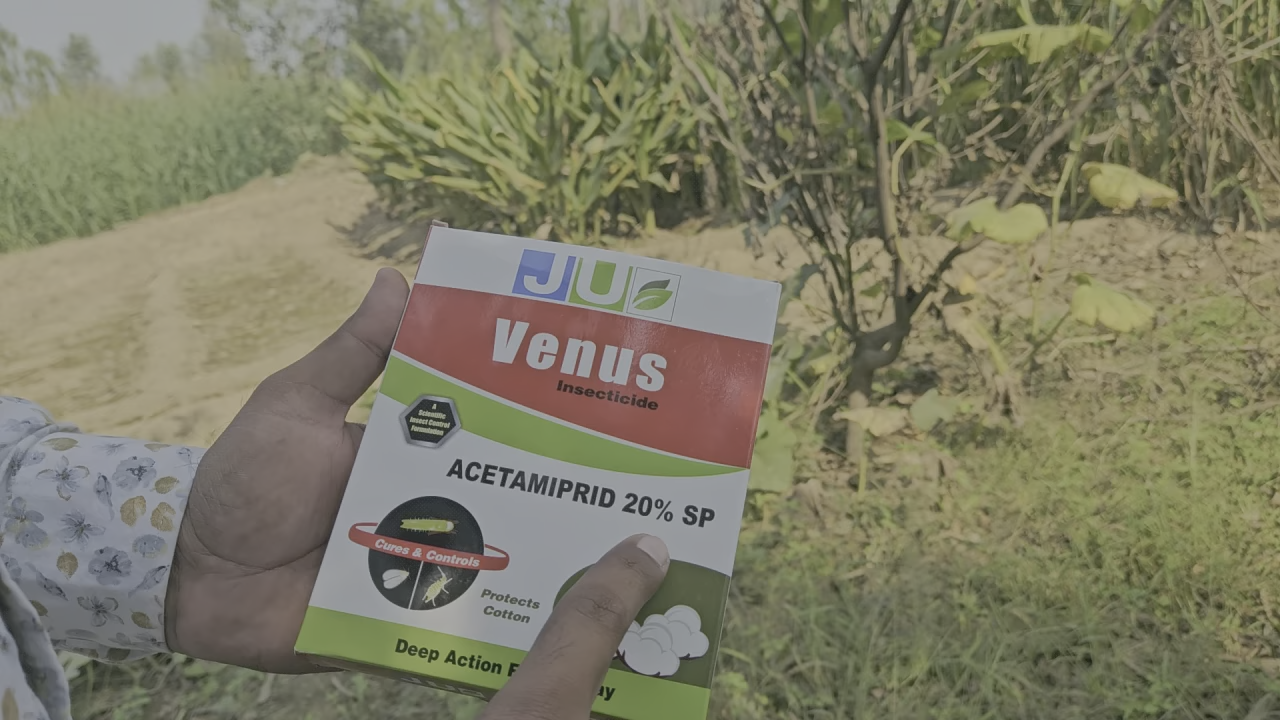 JU
Venus
Insecticide
A
Scientific
Insect Control
Formulation
ACETAMIPRID 20% SP
Cures & Controls
Protects
Cotton
Deep Action